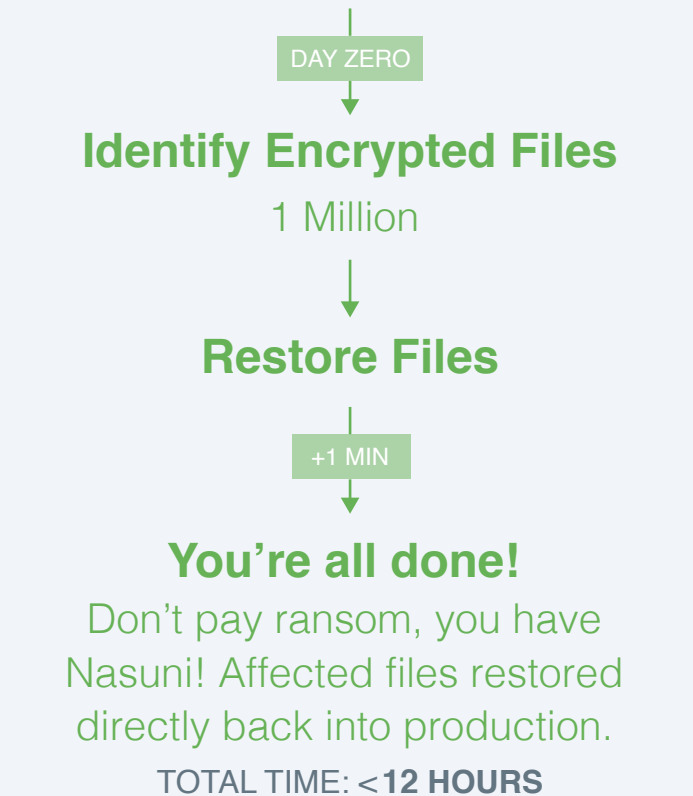 DAY ZERO
Identify Encrypted Files
1 Million
Restore Files
+1 MIN
You’re all done!
Don’t pay ransom, you have
Nasuni! Affected files restored
directly back into production.
TOTAL TIME: <12 HOURS